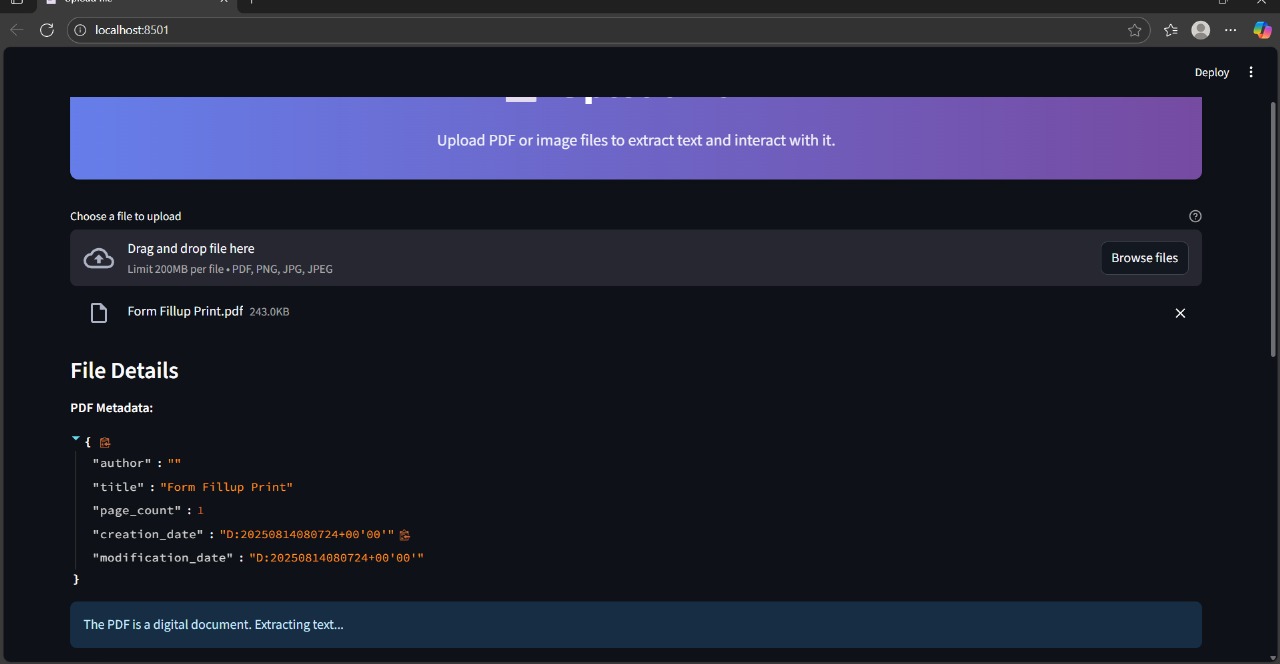 localhost:8501
Deploy
Upload PDF or image files to extract text and interact with it.
Choose a file to upload
Drag and drop file here
Limit 200MB per file • PDF, PNG, JPG, JPEG
Browse files
Form Fillup Print.pdf 243.0KB
File Details
PDF Metadata:
{
"author" : ""
"title" : "Form Fillup Print"
"page_count" : 1
"creation_date" : "D:20250814080724+00'00'"
"modification_date" : "D:20250814080724+00'00'"
}
The PDF is a digital document. Extracting text...